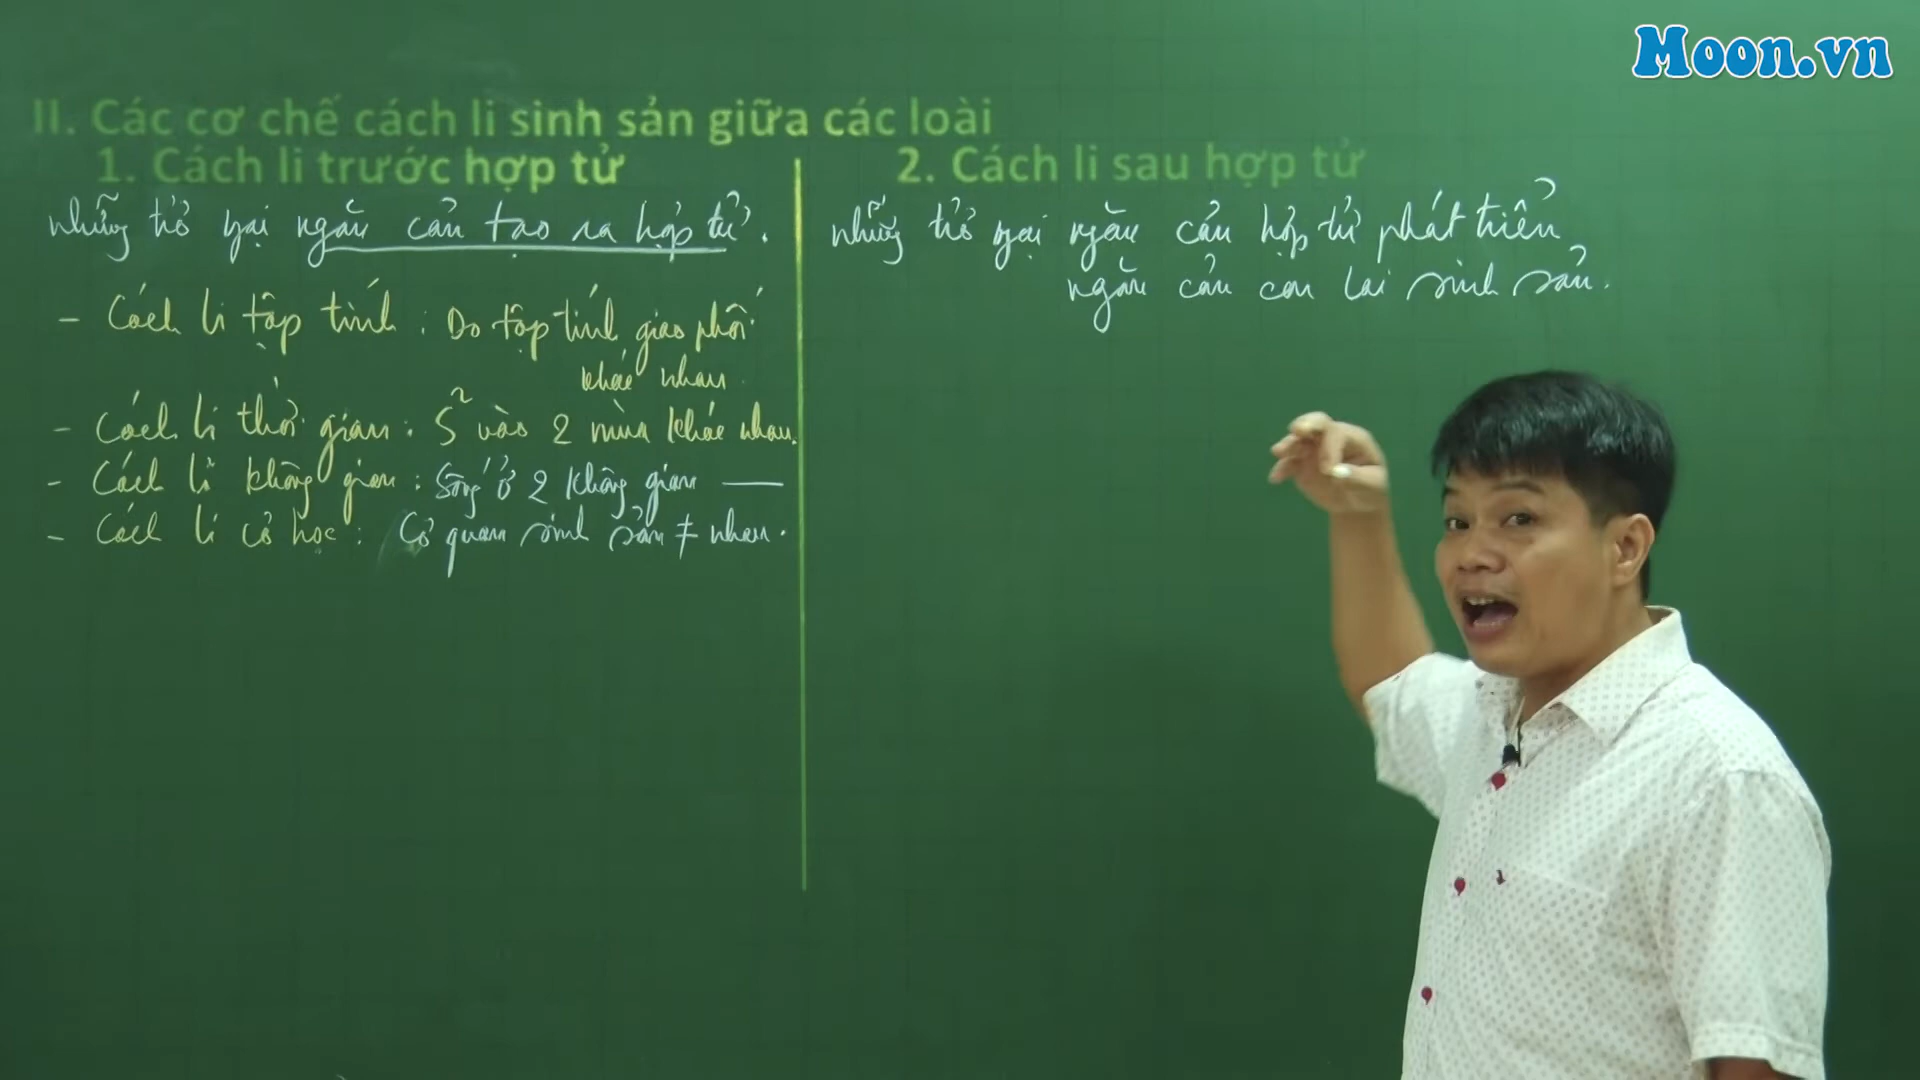 Moon.vn
II. Các cơ chế cách li sinh sản giữa các loài
1. Cách li trước hợp tử
những trở ngại ngăn cản tạo ra hợp tử.
- Cách li tập tính : Do tập tính giao phối
khác nhau.
- Cách li thời gian : S² vào 2 mùa khác nhau.
- Cách li không gian : Sống ở 2 không gian —
- Cách li cơ học : Cơ quan sinh sản ≠ nhau.
2. Cách li sau hợp tử
những trở ngại ngăn cản hợp tử phát triển
ngăn cản con lai sinh sản.